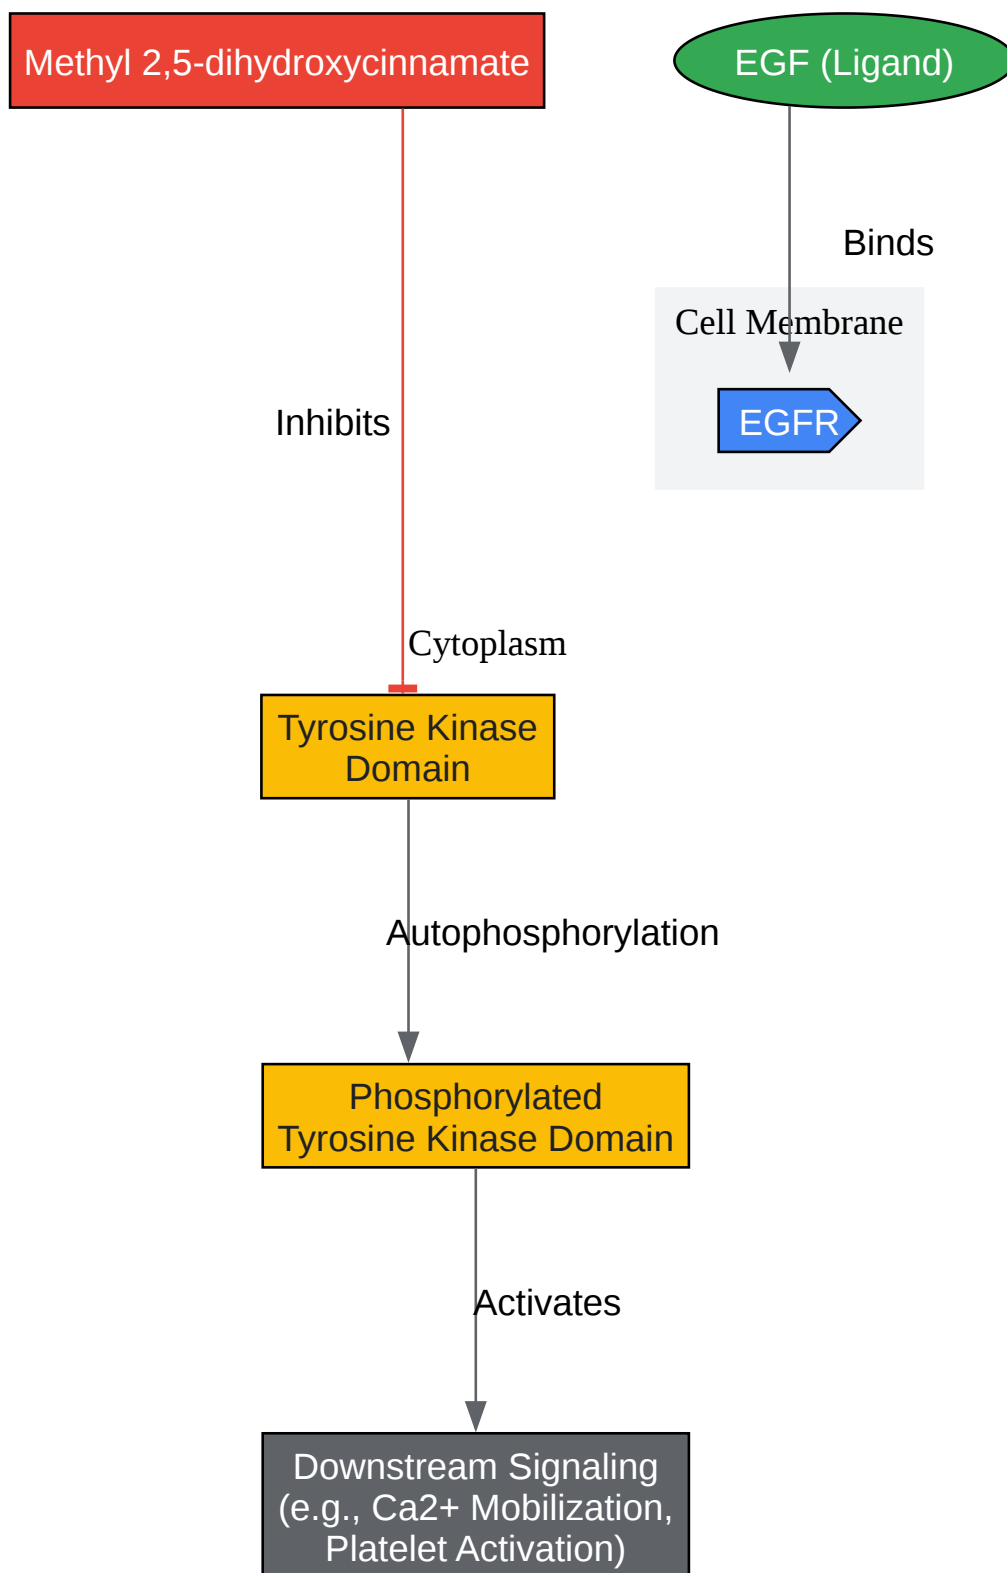 Methyl 2,5-dihydroxycinnamate
EGF (Ligand)
Binds
Cell Membrane
EGFR
Inhibits
Cytoplasm
Tyrosine Kinase
Domain
Autophosphorylation
Phosphorylated
Tyrosine Kinase Domain
Activates
Downstream Signaling
(e.g., Ca2+ Mobilization,
Platelet Activation)